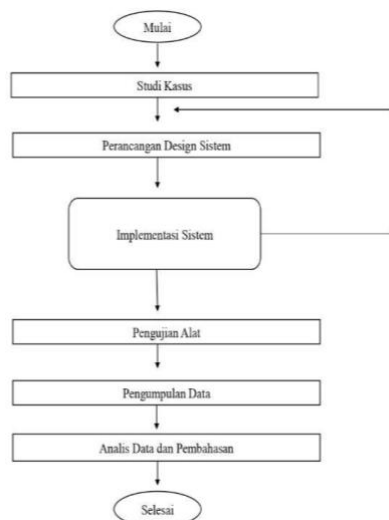 Mulai
Studi Kasus
Perancangan Design Sistem
Implementasi Sistem
Pengujian Alat
Pengumpulan Data
Analis Data dan Pembahasan
Selesai